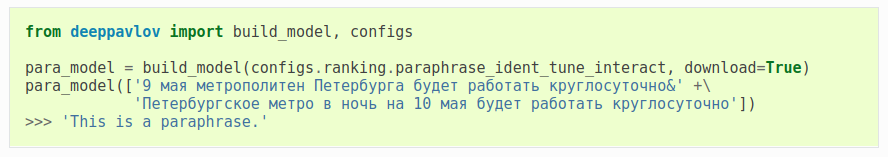 from deeppavlov import build_model, configs
para_model = build_model(configs.ranking.paraphrase_ident_tune_interact, download=True)
para_model(['9 мая метрополитен Петербурга будет работать круглосуточно&' +\
'Петербургское метро в ночь на 10 мая будет работать круглосуточно'])
>>> 'This is a paraphrase.'